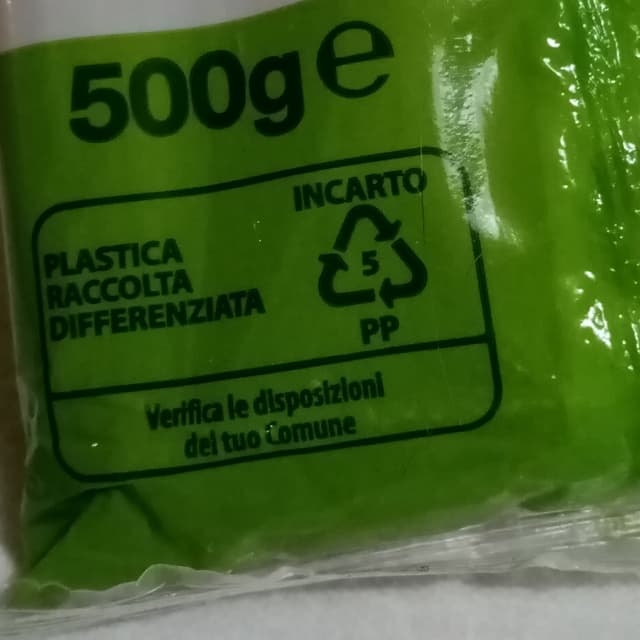 500g ℮
INCARTO
PLASTICA
RACCOLTA
DIFFERENZIATA
5
PP
Verifica le disposizioni
del tuo Comune